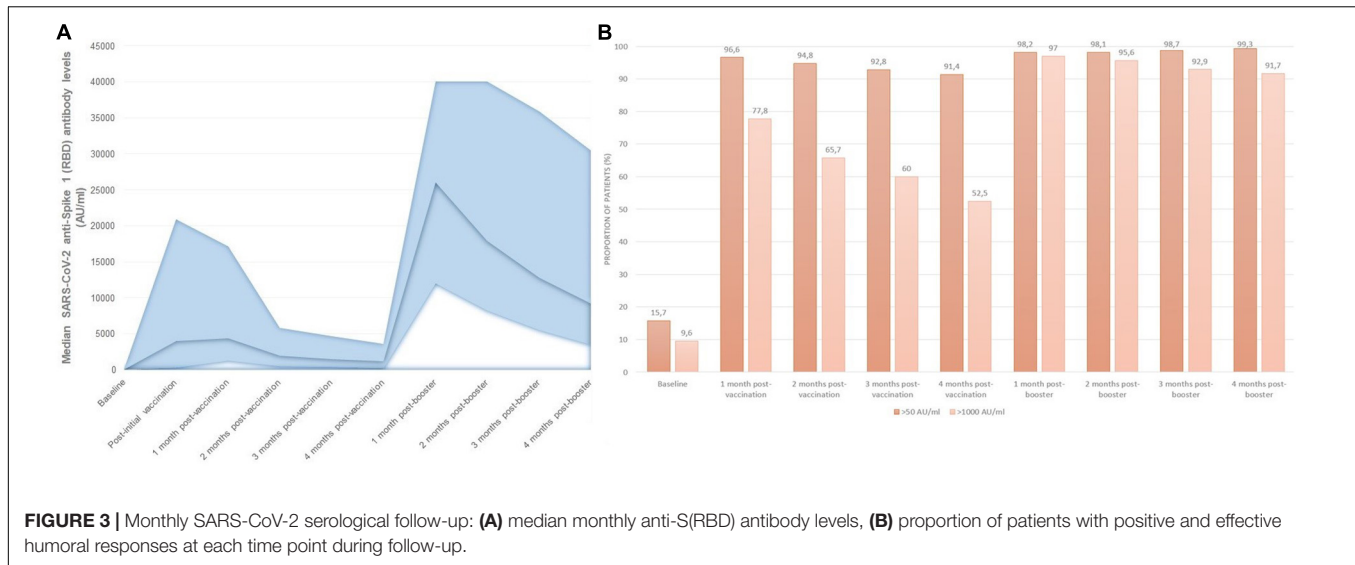 A
Median SARS-CoV-2 anti-Spike 1 (RBD) antibody levels
(AU/ml)
45000
40000
35000
30000
25000
20000
15000
10000
5000
0
Baseline
Post-initial vaccination
1 month post-vaccination
2 months post-vaccination
3 months post-vaccination
4 months post-vaccination
1 month post-booster
2 months post-booster
3 months post-booster
4 months post-booster
B
PROPORTION OF PATIENTS (%)
100
90
80
70
60
50
40
30
20
10
0
15,7
9,6
96,6
77,8
94,8
65,7
92,8
60
91,4
52,5
98,2
97
98,1
95,6
98,7
92,9
99,3
91,7
Baseline
1 month post-
vaccination
2 months post-
vaccination
3 months post-
vaccination
4 months post-
vaccination
1 month post-
booster
2 months post-
booster
3 months post-
booster
4 months post-
booster
>50 AU/ml >1000 AU/ml
FIGURE 3 | Monthly SARS-CoV-2 serological follow-up: (A) median monthly anti-S(RBD) antibody levels, (B) proportion of patients with positive and effective
humoral responses at each time point during follow-up.